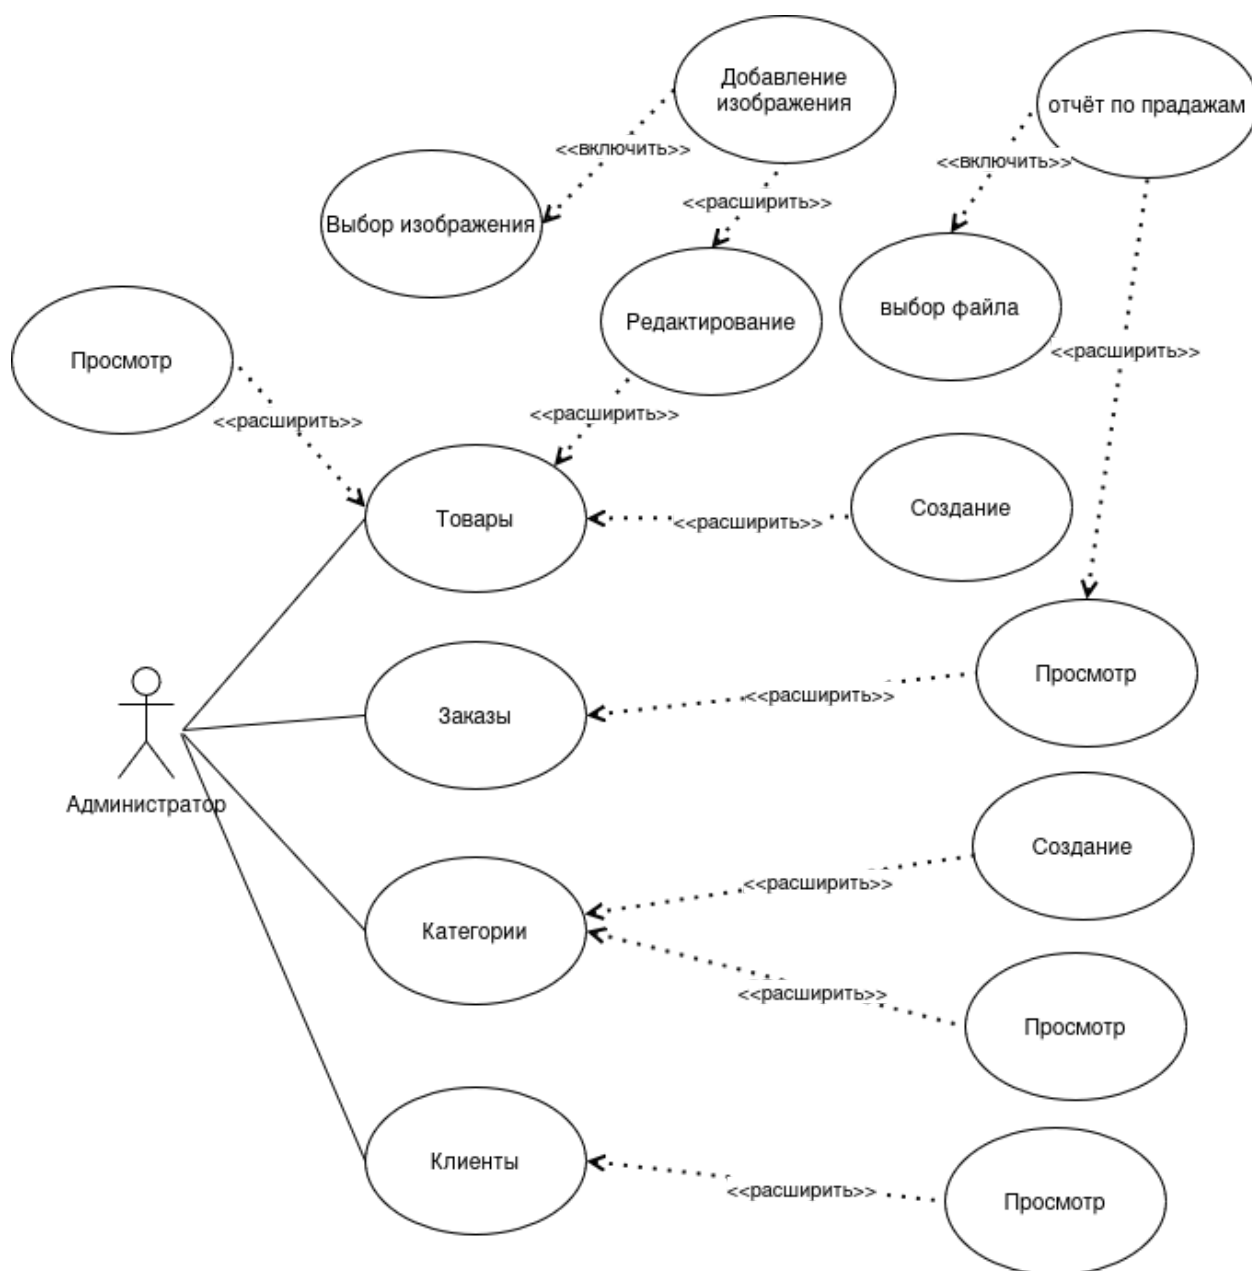 Добавление
изображения
отчёт по прадажам
<<включить>>
<<включить>>
<<расширить>>
Выбор изображения
Редактирование
выбор файла
<<расширить>>
Просмотр
<<расширить>>
<<расширить>>
Товары
<<расширить>>
Создание
Просмотр
<<расширить>>
Заказы
Администратор
Создание
<<расширить>>
Категории
<<расширить>>
Просмотр
Клиенты
<<расширить>>
Просмотр